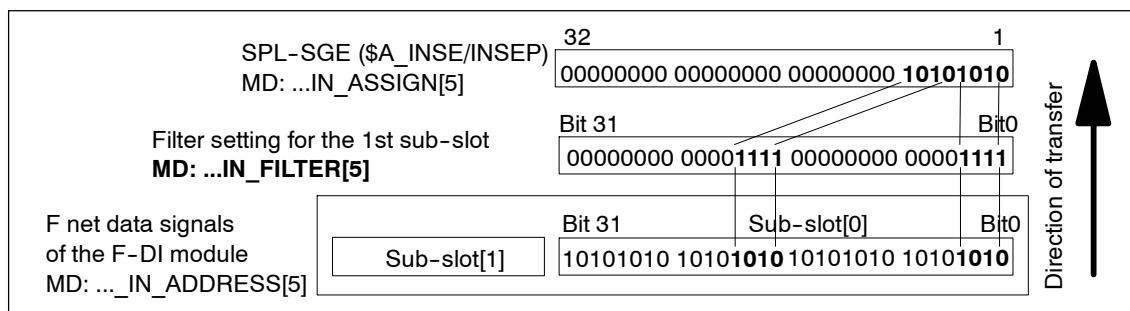 32 1
SPL-SGE ($A_INSE/INSEP)
00000000 00000000 00000000 10101010
MD: ...IN_ASSIGN[5]
Bit 31 Bit0
Filter setting for the 1st sub-slot
00000000 00001111 00000000 00001111
MD: ...IN_FILTER[5]
F net data signals
of the F-DI module
MD: ..._IN_ADDRESS[5]
Bit 31 Sub-slot[0] Bit0
Sub-slot[1] 10101010 10101010 10101010 10101010
Direction of transfer